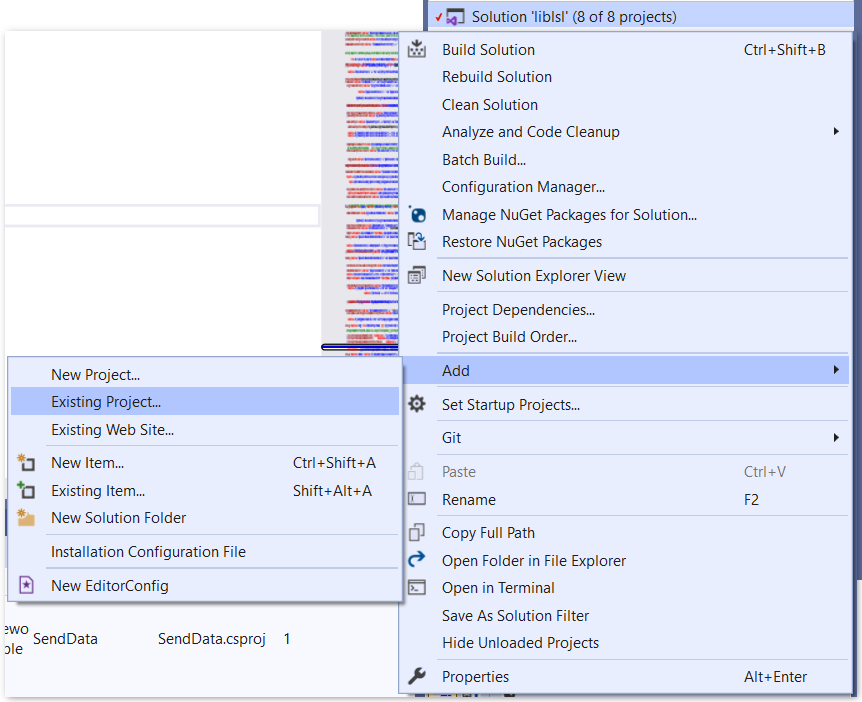 Solution 'liblsl' (8 of 8 projects)
Build Solution Ctrl+Shift+B
Rebuild Solution
Clean Solution
Analyze and Code Cleanup
Batch Build...
Configuration Manager...
Manage NuGet Packages for Solution...
Restore NuGet Packages
New Solution Explorer View
Project Dependencies...
Project Build Order...
Add
Set Startup Projects...
Git
Paste Ctrl+V
Rename F2
Copy Full Path
Open Folder in File Explorer
Open in Terminal
Save As Solution Filter
Hide Unloaded Projects
Properties Alt+Enter
New Project...
Existing Project...
Existing Web Site...
New Item... Ctrl+Shift+A
Existing Item... Shift+Alt+A
New Solution Folder
Installation Configuration File
New EditorConfig
ewo
ple
SendData SendData.csproj 1